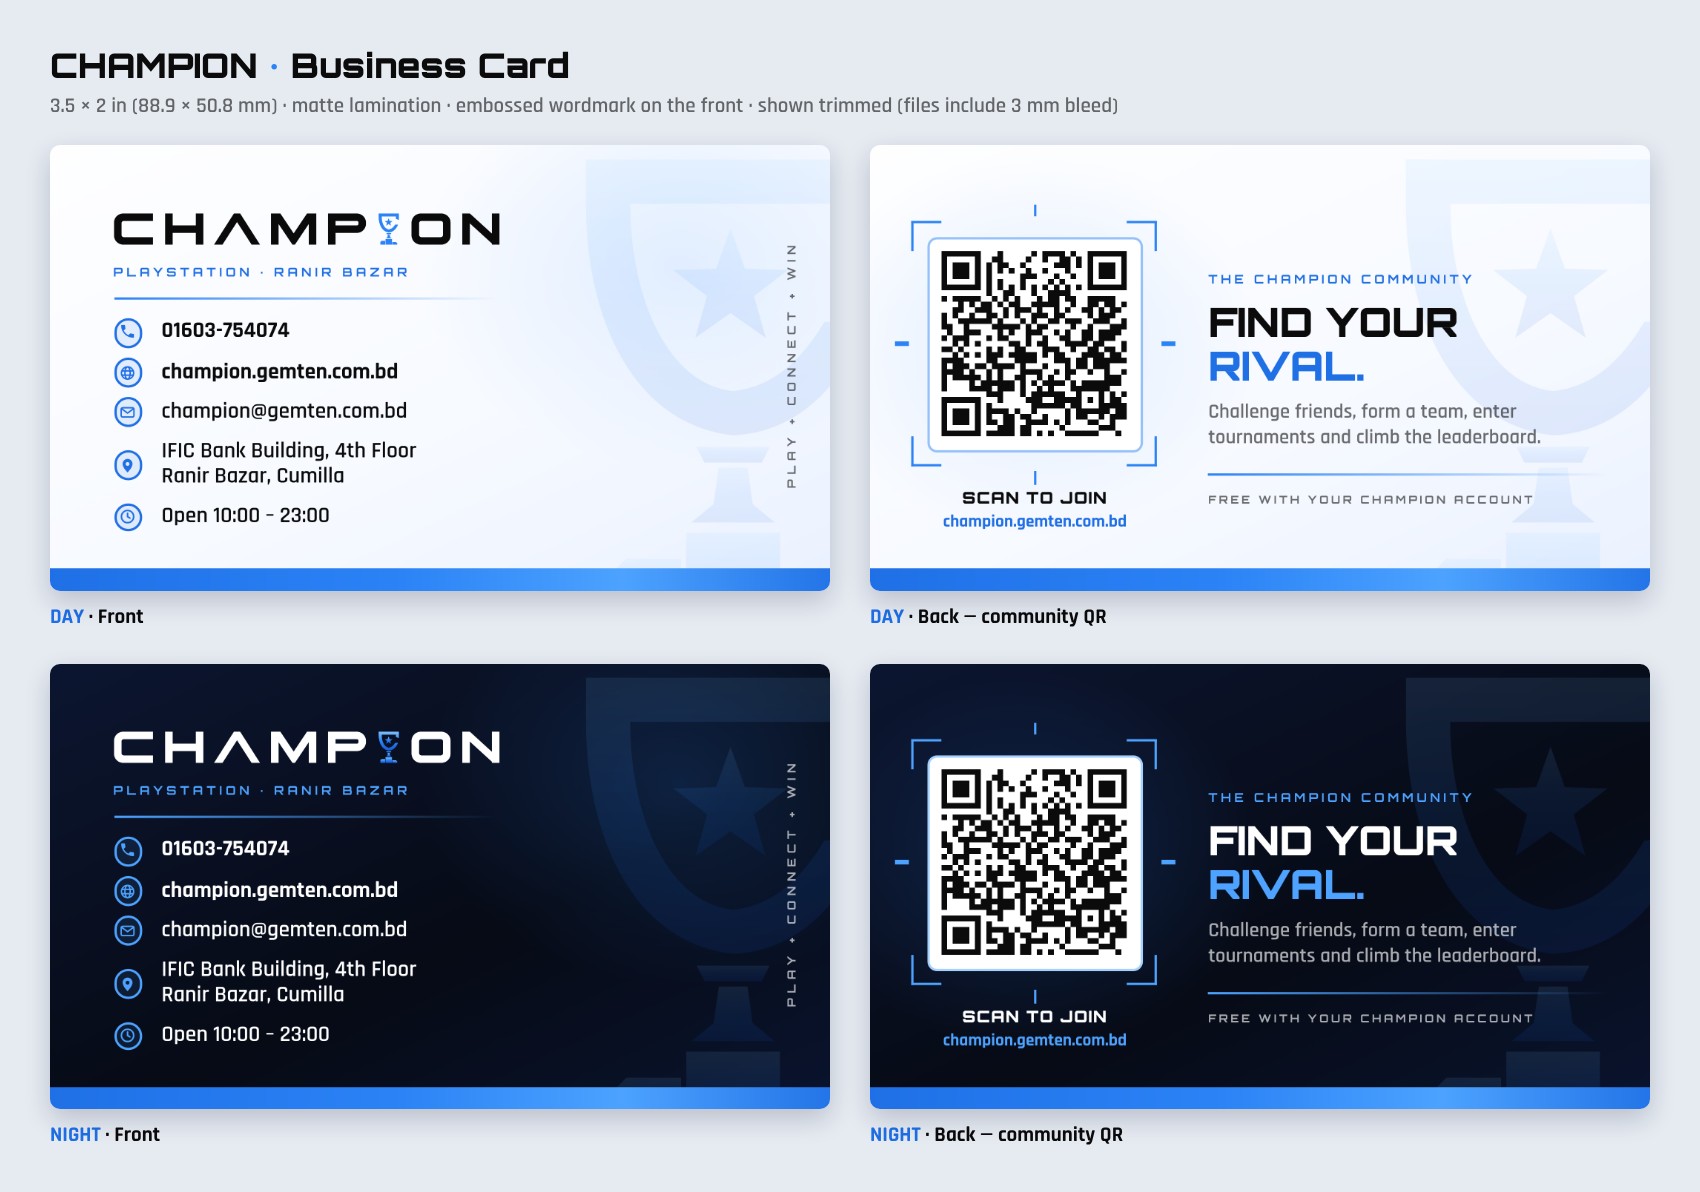 CHAMPION · Business Card
3.5 × 2 in (88.9 × 50.8 mm) · matte lamination · embossed wordmark on the front · shown trimmed (files include 3 mm bleed)
CHAMPION
PLAYSTATION · RANIR BAZAR
01603-754074
champion.gemten.com.bd
champion@gemten.com.bd
IFIC Bank Building, 4th Floor
Ranir Bazar, Cumilla
Open 10:00 – 23:00
PLAY • CONNECT • WIN
DAY · Front
SCAN TO JOIN
champion.gemten.com.bd
THE CHAMPION COMMUNITY
FIND YOUR
RIVAL.
Challenge friends, form a team, enter
tournaments and climb the leaderboard.
FREE WITH YOUR CHAMPION ACCOUNT
DAY · Back — community QR
CHAMPION
PLAYSTATION · RANIR BAZAR
01603-754074
champion.gemten.com.bd
champion@gemten.com.bd
IFIC Bank Building, 4th Floor
Ranir Bazar, Cumilla
Open 10:00 – 23:00
PLAY • CONNECT • WIN
NIGHT · Front
SCAN TO JOIN
champion.gemten.com.bd
THE CHAMPION COMMUNITY
FIND YOUR
RIVAL.
Challenge friends, form a team, enter
tournaments and climb the leaderboard.
FREE WITH YOUR CHAMPION ACCOUNT
NIGHT · Back — community QR